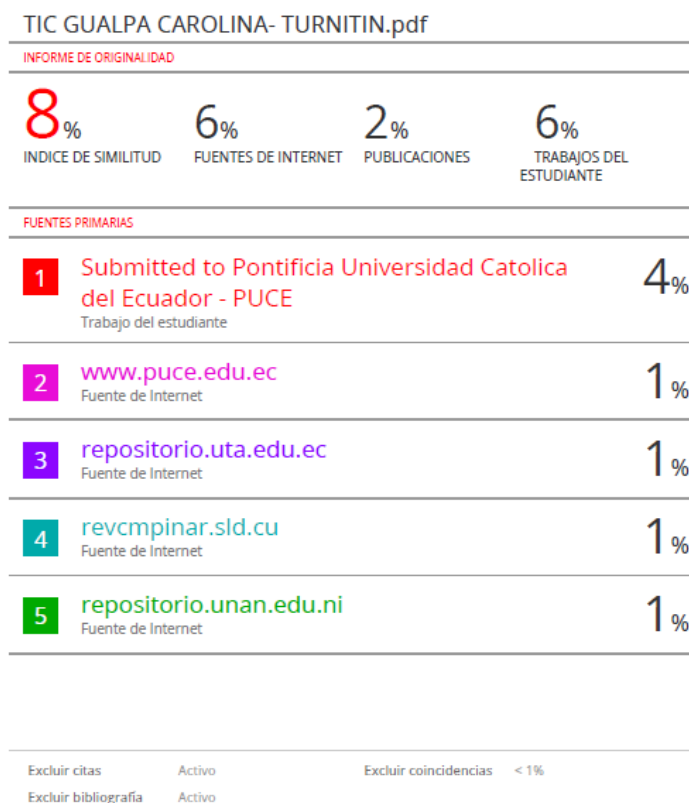 TIC GUALPA CAROLINA- TURNITIN.pdf
INFORME DE ORIGINALIDAD
8%
INDICE DE SIMILITUD
6%
FUENTES DE INTERNET
2%
PUBLICACIONES
6%
TRABAJOS DEL
ESTUDIANTE
FUENTES PRIMARIAS
1
Submitted to Pontificia Universidad Catolica
del Ecuador - PUCE
Trabajo del estudiante
4%
2
www.puce.edu.ec
Fuente de Internet
1%
3
repositorio.uta.edu.ec
Fuente de Internet
1%
4
revcmpinar.sld.cu
Fuente de Internet
1%
5
repositorio.unan.edu.ni
Fuente de Internet
1%
Excluir citas Activo Excluir coincidencias < 1%
Excluir bibliografía Activo